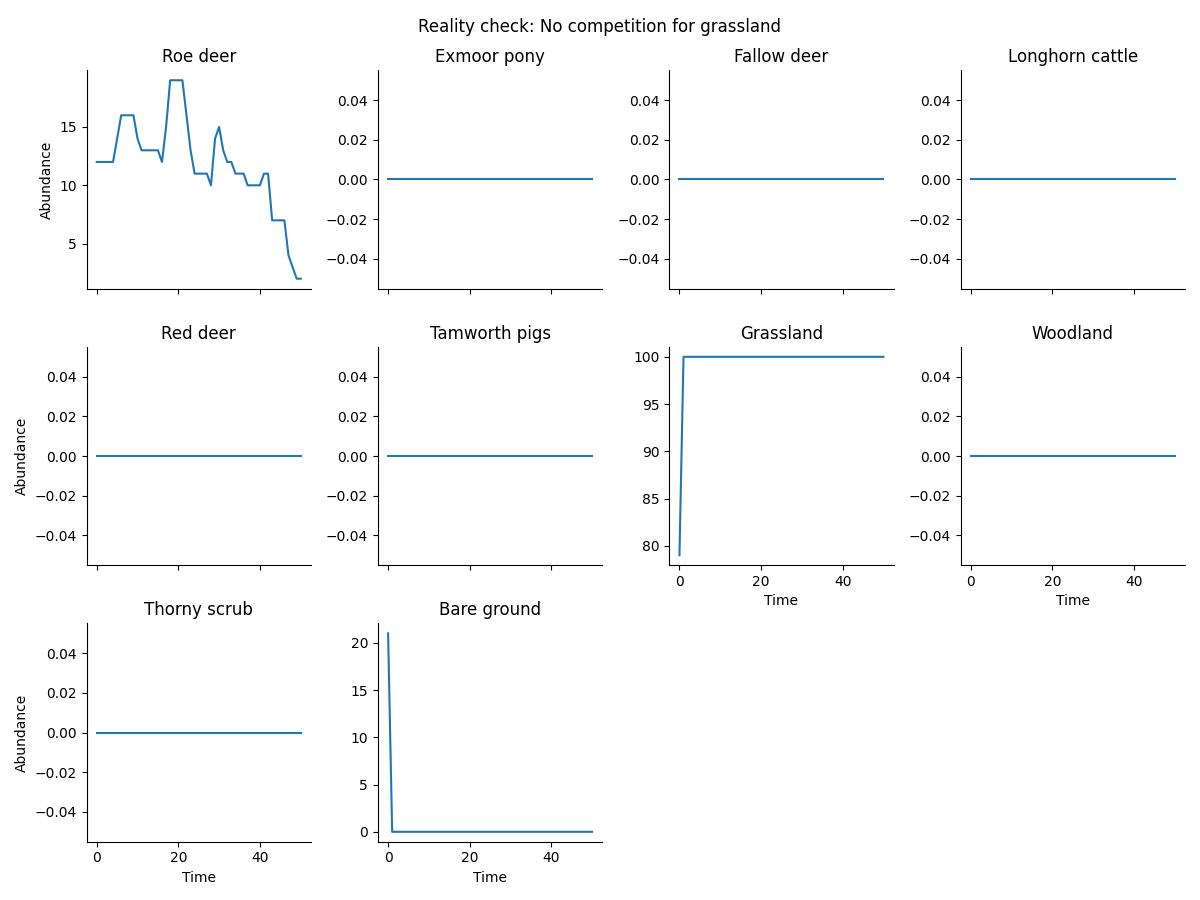 Reality check: No competition for grassland
Roe deer
Exmoor pony
Fallow deer
Longhorn cattle
Abundance
15
10
5
0.04
0.02
0.00
−0.02
−0.04
0.04
0.02
0.00
−0.02
−0.04
0.04
0.02
0.00
−0.02
−0.04
Red deer
Tamworth pigs
Grassland
Woodland
Abundance
0.04
0.02
0.00
−0.02
−0.04
0.04
0.02
0.00
−0.02
−0.04
100
95
90
85
80
0 20 40
Time
0.04
0.02
0.00
−0.02
−0.04
0 20 40
Time
Thorny scrub
Bare ground
Abundance
0.04
0.02
0.00
−0.02
−0.04
0 20 40
Time
20
15
10
5
0
0 20 40
Time